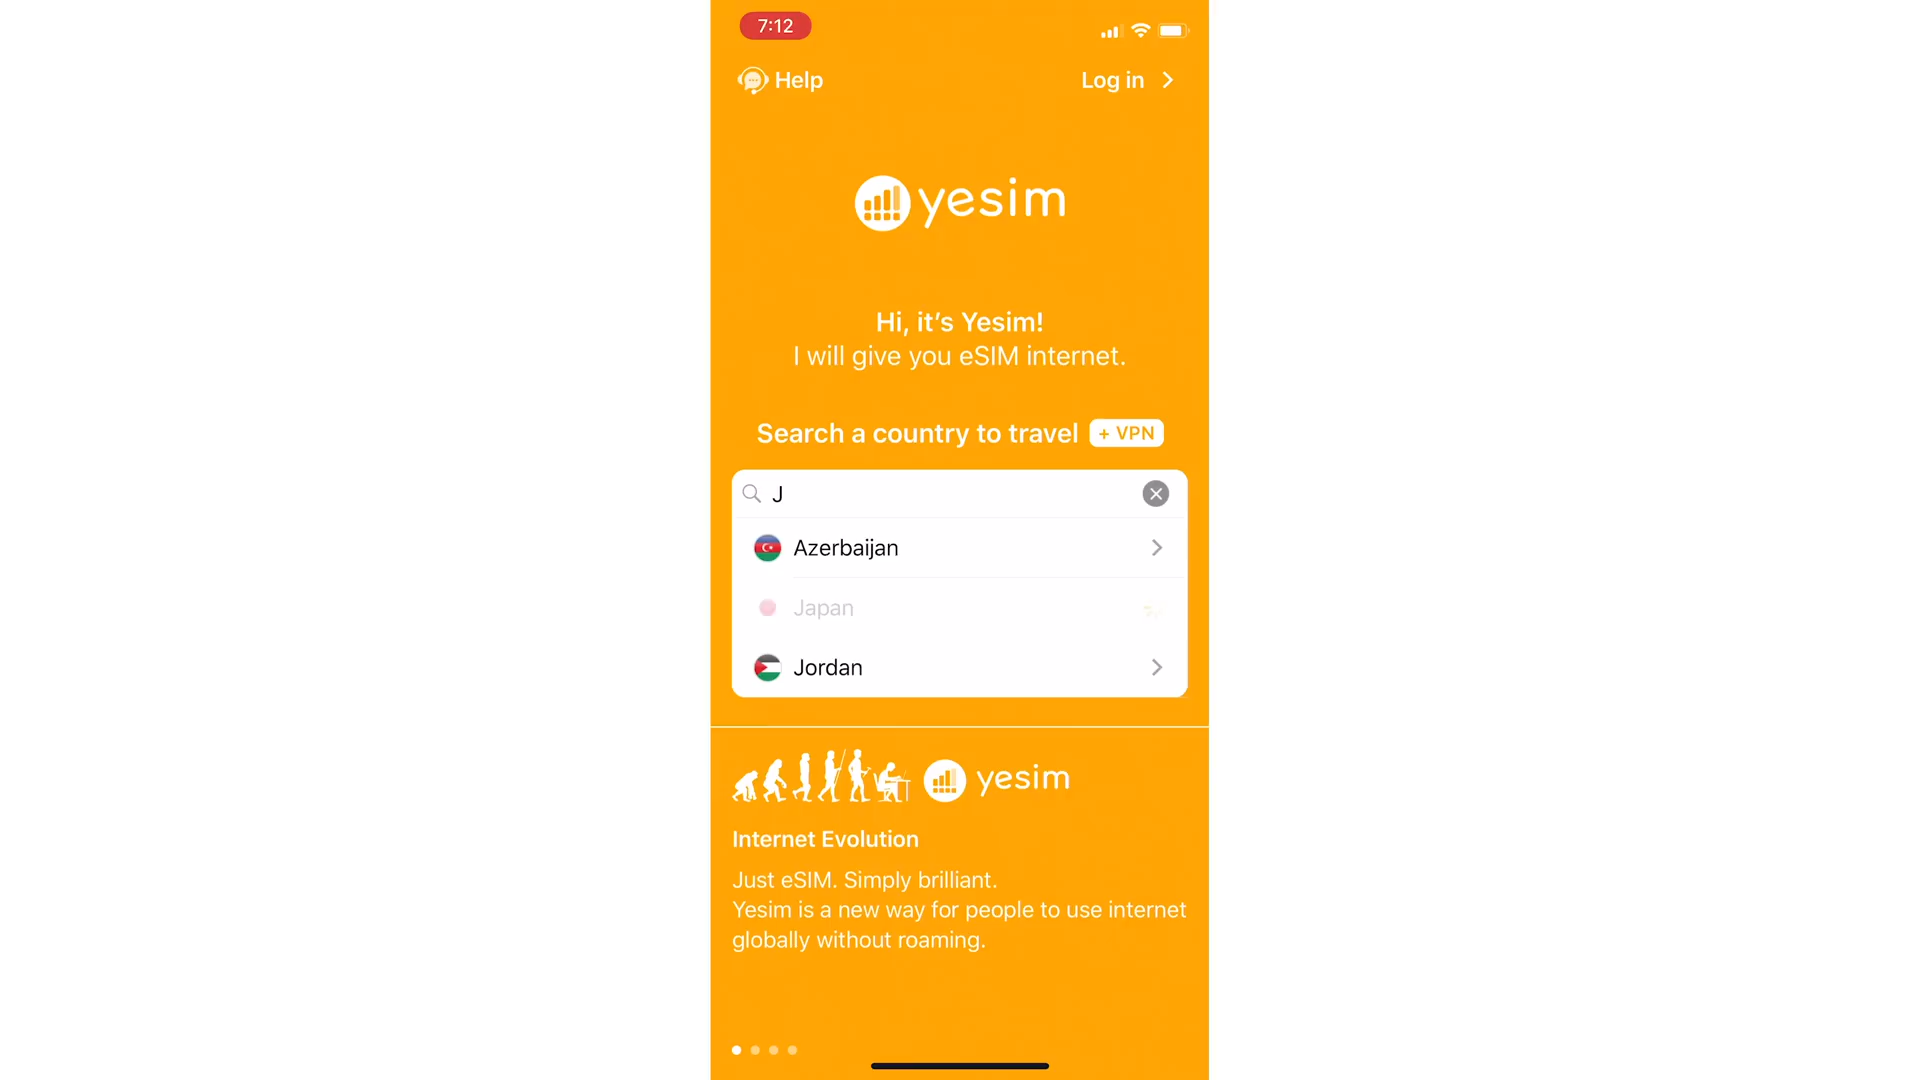 7:12
Help
Log in
yesim
Hi, it's Yesim!
I will give you eSIM internet.
Search a country to travel + VPN
J
Azerbaijan
Japan
Jordan
yesim
Internet Evolution
Just eSIM. Simply brilliant.
Yesim is a new way for people to use internet
globally without roaming.